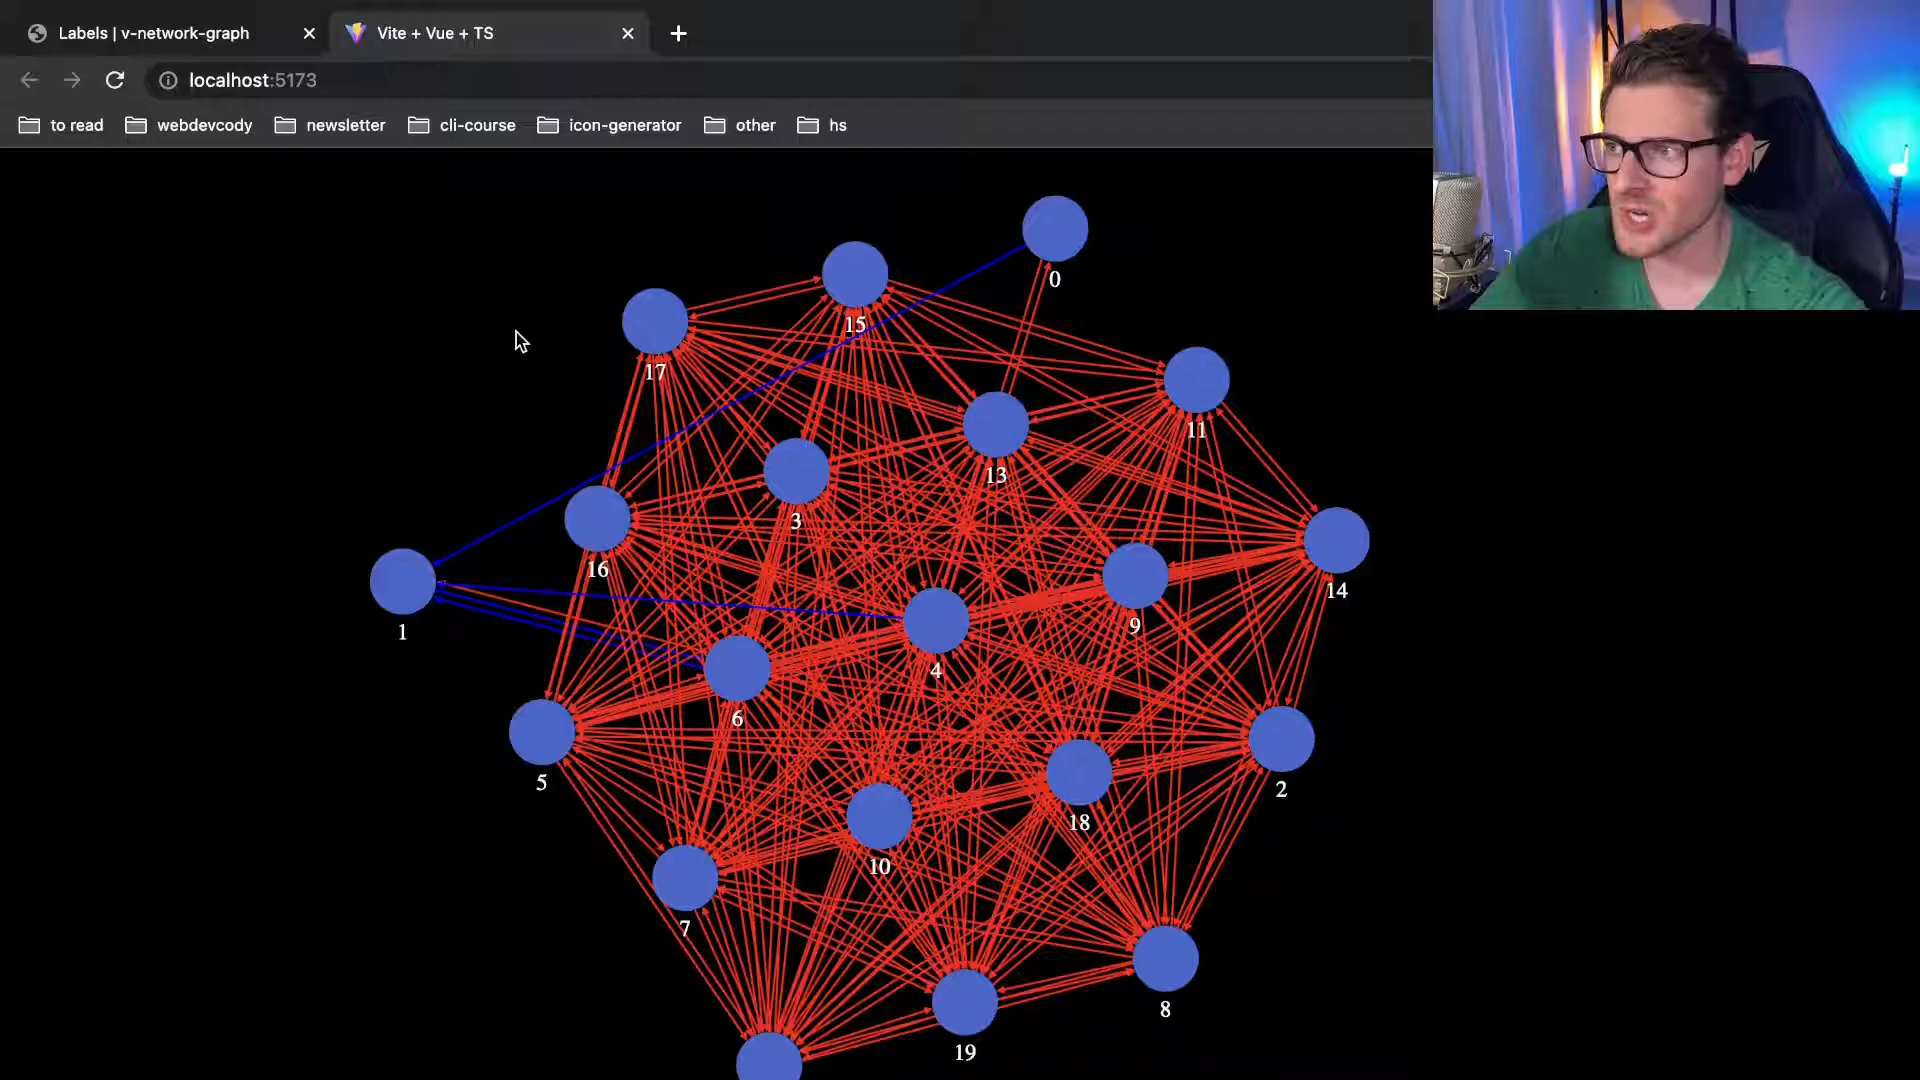 Labels | v-network-graph
Vite + Vue + TS
localhost:5173
to read
webdevcody
newsletter
cli-course
icon-generator
other
hs
0
15
17
11
13
3
16
14
9
1
4
6
5
2
18
10
7
8
19